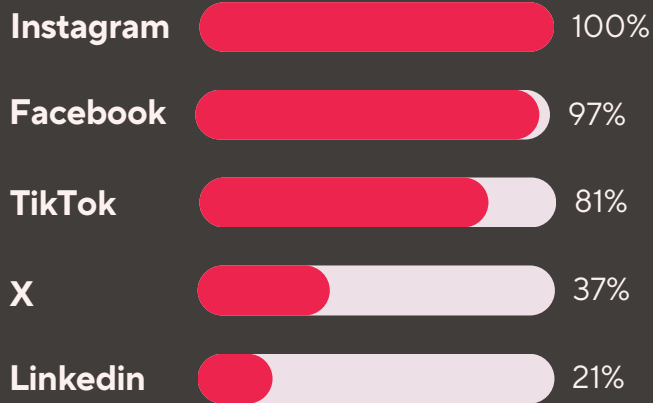 Instagram 100%
Facebook 97%
TikTok 81%
X 37%
Linkedin 21%